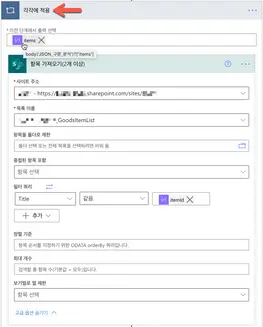 각각에 적용
* 이전 단계에서 출력 선택
items
body('JSON_구문_분석')?['items']
항목 가져오기(2개 이상)
* 사이트 주소
- https:// .sharepoint.com/sites/
* 목록 이름
_GoodsItemList
항목을 폴더로 제한
폴더 선택 또는 전체 목록을 선택하려면 비워 둠
중첩된 항목 포함
항목 선택
필터 쿼리
Title 같음 itemId
+ 추가
정렬 기준
항목 순서를 지정하기 위한 ODATA orderBy 쿼리입니다.
최대 개수
검색할 총 항목 수(기본값 = 모두)입니다.
보기별로 열 제한
항목 선택
고급 옵션 숨기기